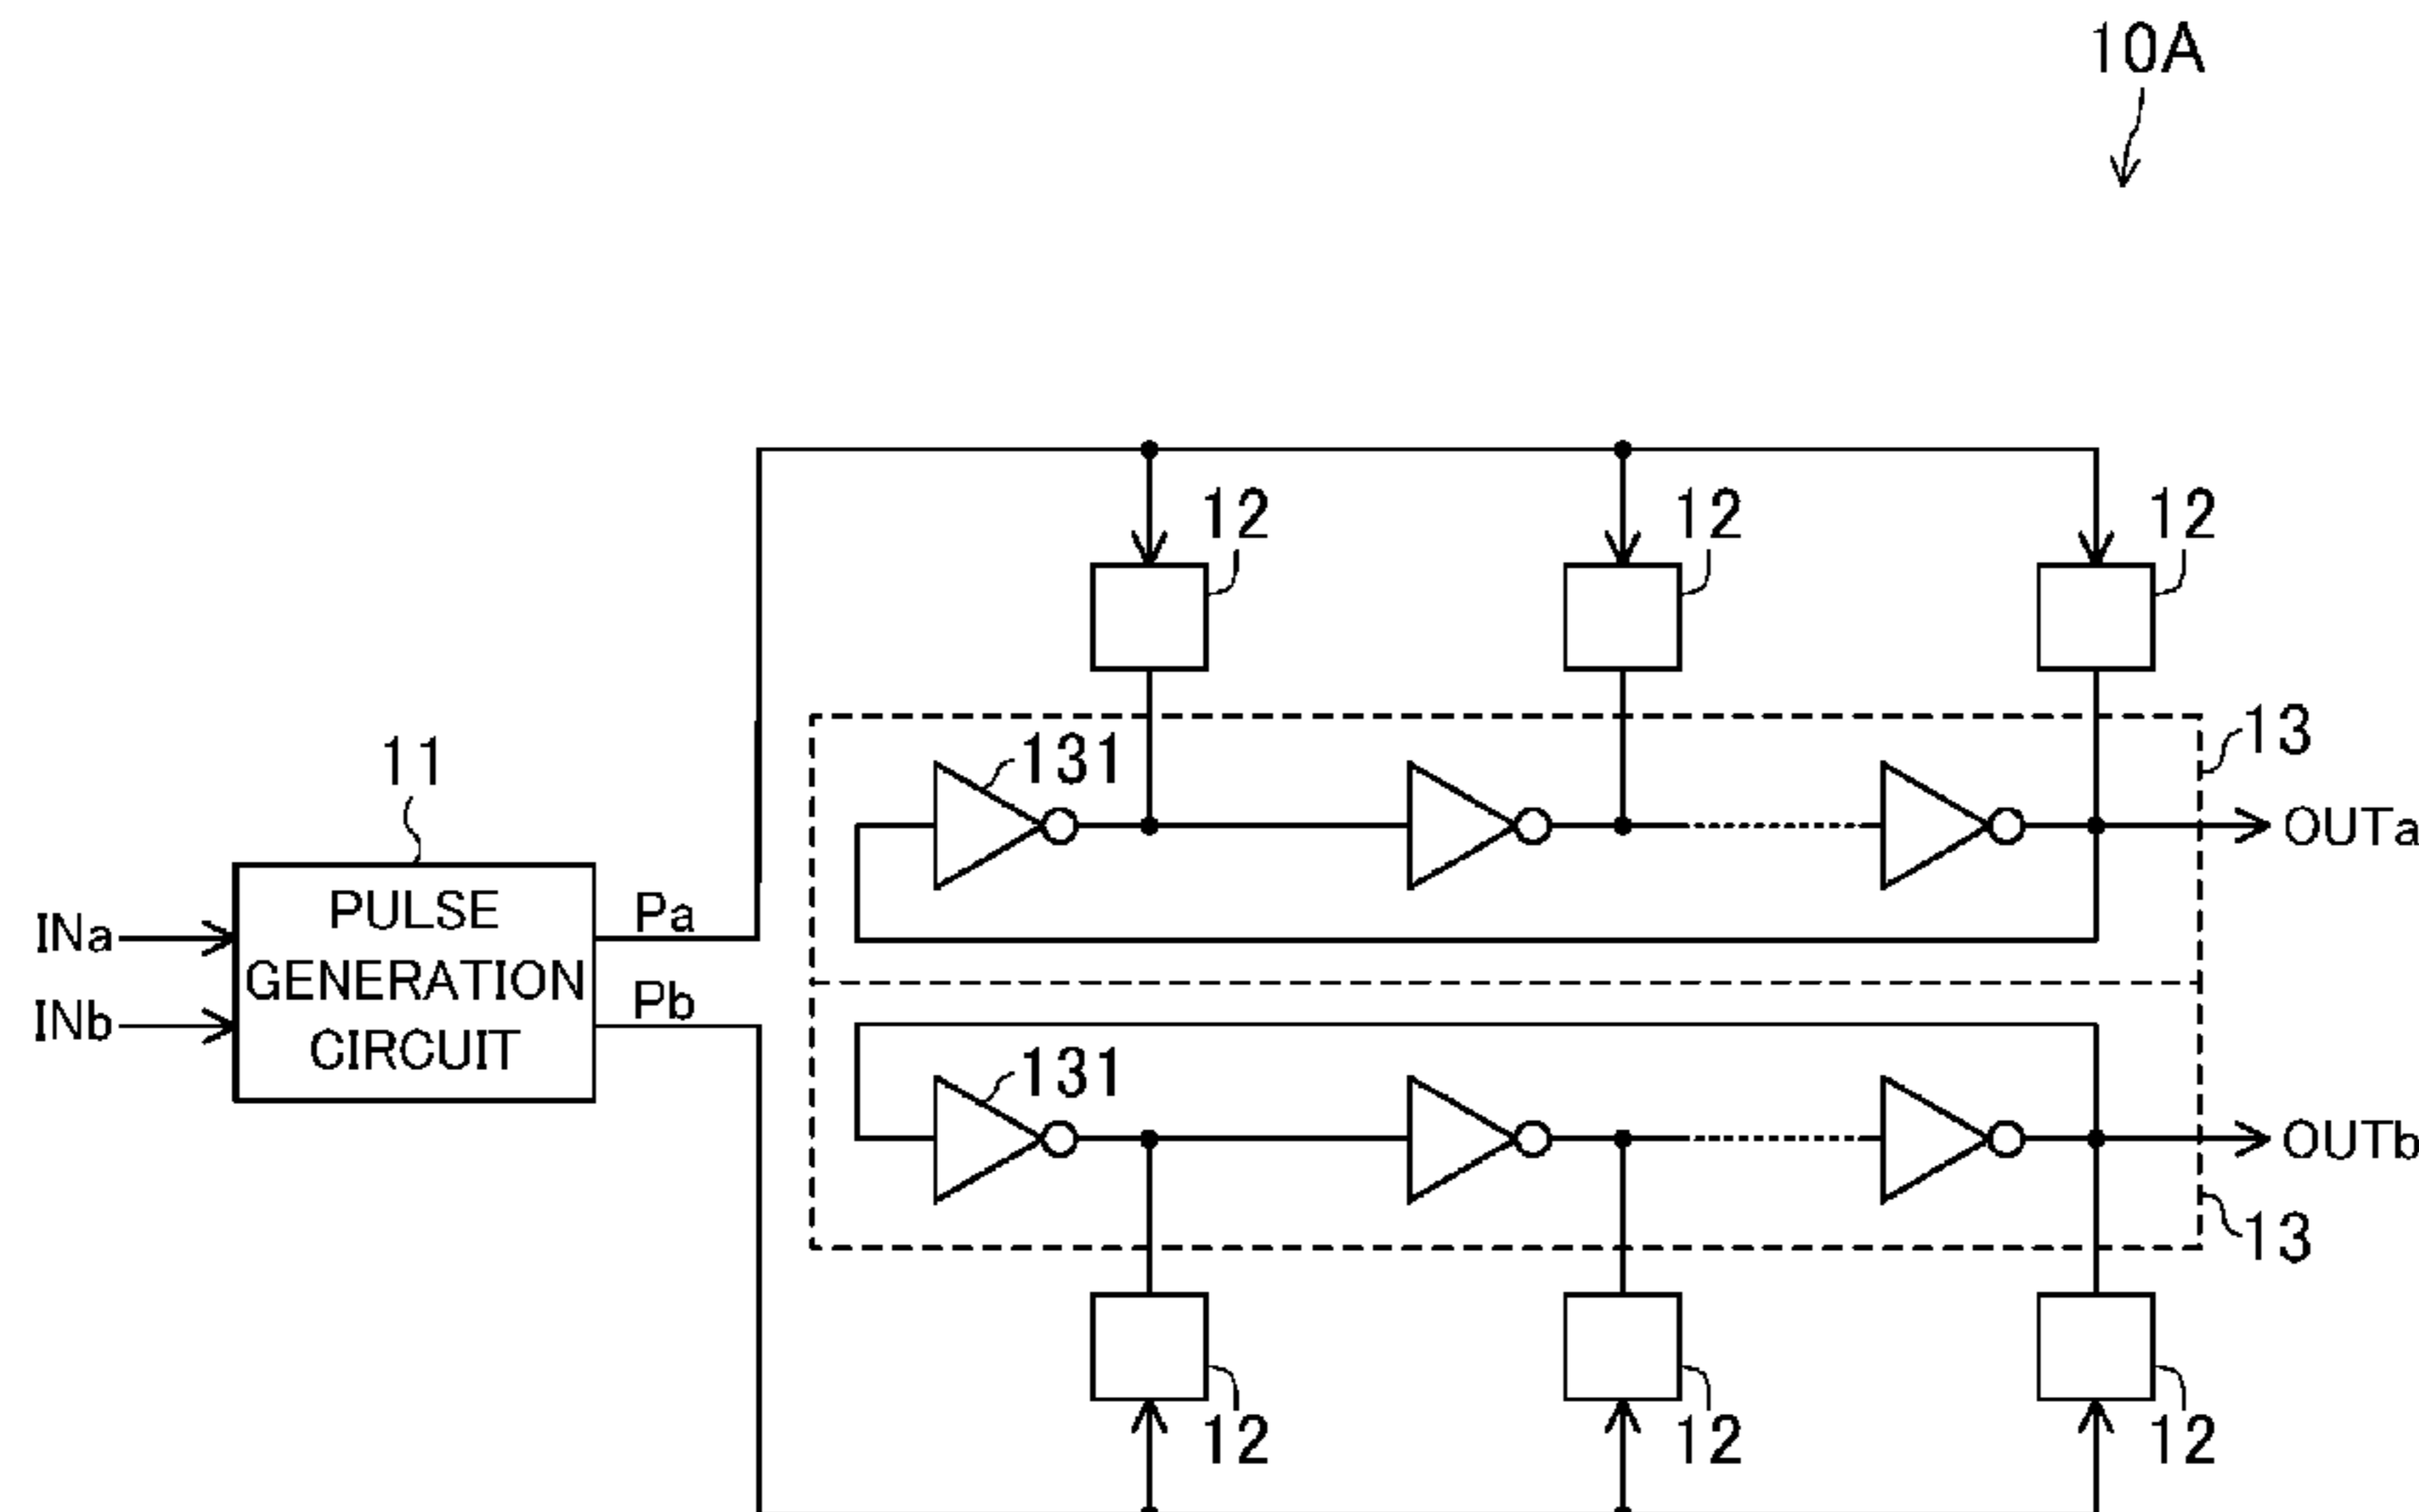 10A
12 12 12
13
131
11
OUTa
PULSE
GENERATION
CIRCUIT
INa
Pa
INb
Pb
131
OUTb
13
12 12 12